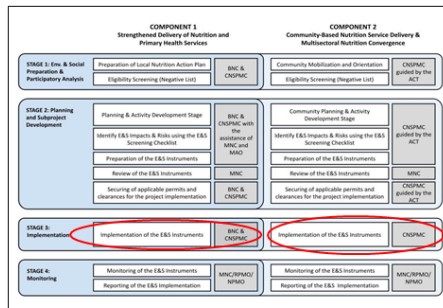 COMPONENT 1
Strengthened Delivery of Nutrition and
Primary Health Services
COMPONENT 2
Community-Based Nutrition Service Delivery &
Multisectoral Nutrition Convergence
STAGE 1: Env. & Social
Preparation &
Participatory Analysis
Preparation of Local Nutrition Action Plan
Eligibility Screening (Negative List)
BNC &
CNSPMC
Community Mobilization and Orientation
Eligibility Screening (Negative List)
CNSPMC
guided by the
ACT
STAGE 2: Planning
and Subproject
Development
Planning & Activity Development Stage
Identify E&S Impacts & Risks using the E&S
Screening Checklist
Preparation of the E&S Instruments
BNC &
CNSPMC with
the
assistance of
MNC and
MAO
Review of the E&S Instruments
MNC
Securing of applicable permits and
clearances for the project implementation
BNC &
CNSPMC
Community Planning & Activity
Development Stage
Identify E&S Impacts & Risks using the E&S
Screening Checklist
Preparation of the E&S Instruments
CNSPMC
guided by the
ACT
Review of the E&S Instruments
MNC
Securing of applicable permits and
clearances for the project implementation
CNSPMC
guided by the
ACT
STAGE 3:
Implementation
Implementation of the E&S Instruments
BNC &
CNSPMC
Implementation of the E&S Instruments
CNSPMC
STAGE 4:
Monitoring
Monitoring of the E&S Instruments
Reporting of the E&S Implementation
MNC/RPMO/
NPMO
Monitoring of the E&S Instruments
Reporting of the E&S Implementation
MNC/RPMO/
NPMO